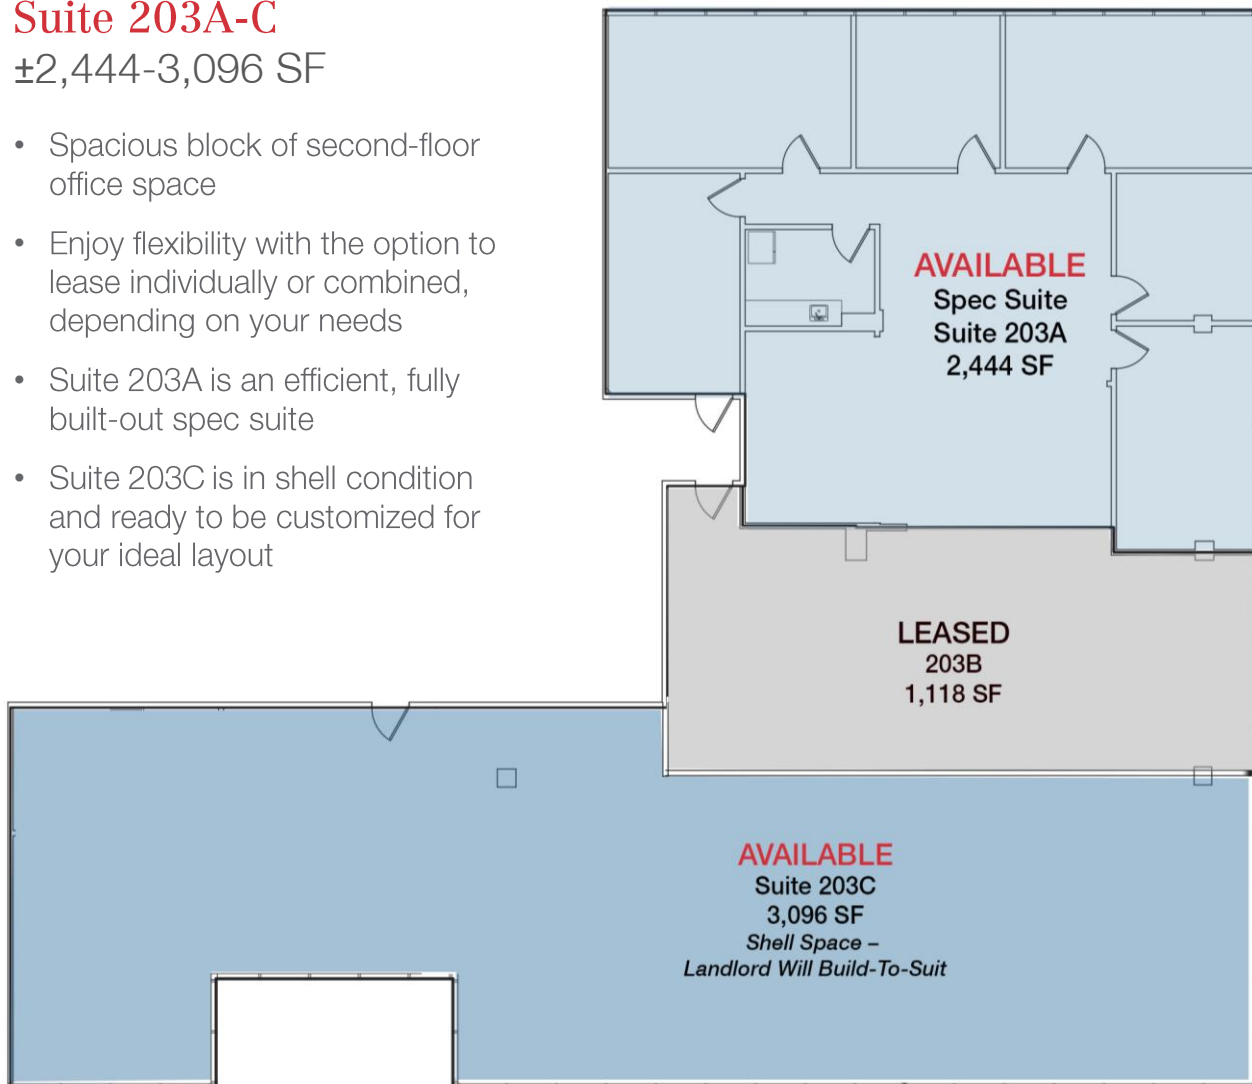 Suite 203A-C
±2,444-3,096 SF
• Spacious block of second-floor
office space
• Enjoy flexibility with the option to
lease individually or combined,
depending on your needs
• Suite 203A is an efficient, fully
built-out spec suite
• Suite 203C is in shell condition
and ready to be customized for
your ideal layout
AVAILABLE
Spec Suite
Suite 203A
2,444 SF
LEASED
203B
1,118 SF
AVAILABLE
Suite 203C
3,096 SF
Shell Space –
Landlord Will Build-To-Suit